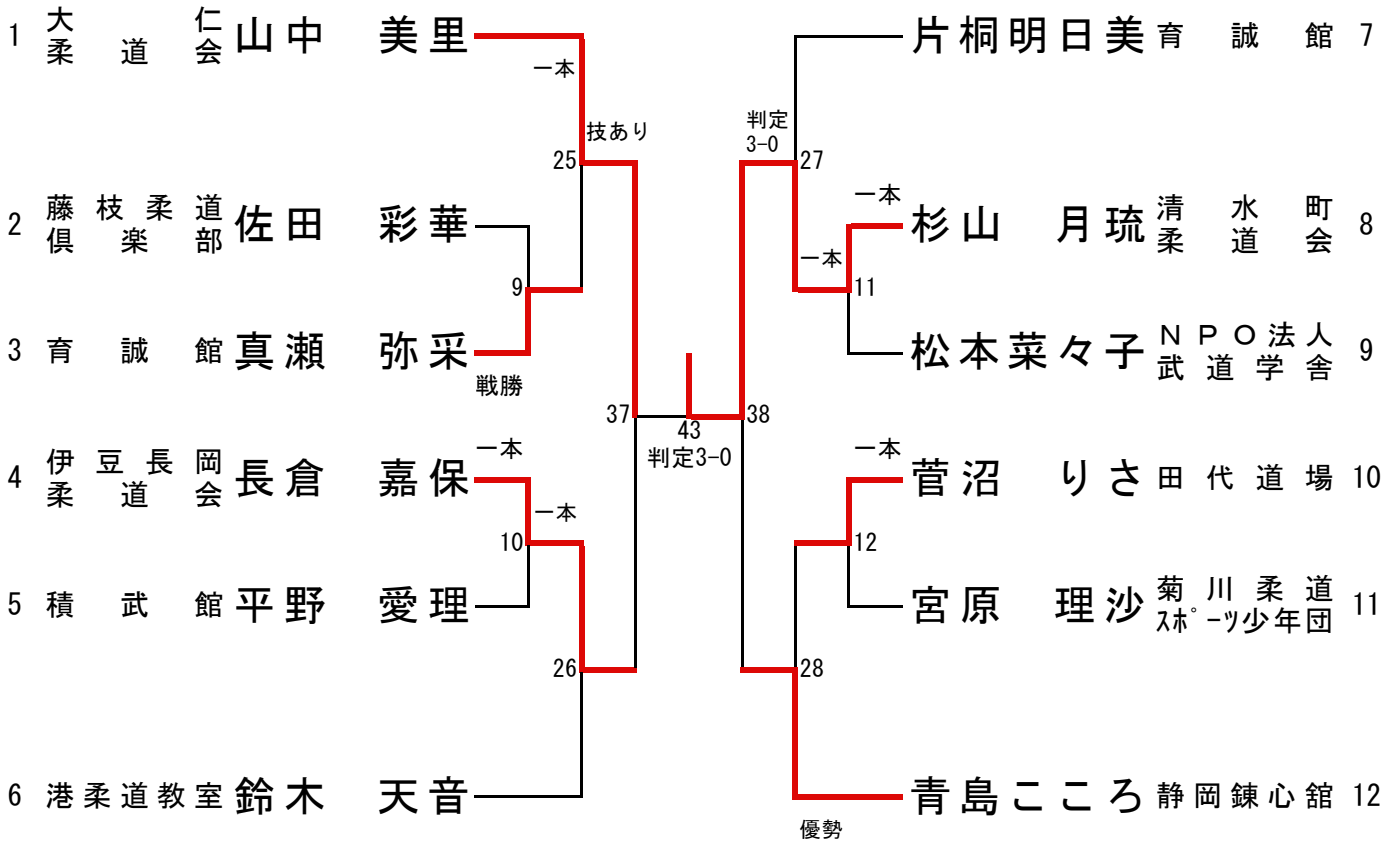 1 大仁柔道会 山中 美里
一本
技あり
25
2 藤枝柔道倶楽部 佐田 彩華
9
3 育誠館 真瀬 弥采
戦勝
37
4 伊豆長岡柔道会 長倉 嘉保
一本
一本
10
5 積武館 平野 愛理
26
6 港柔道教室 鈴木 天音
43
判定3-0
片桐明日美 育誠館 7
判定
3-0
27
一本
杉山 月琉 清水町柔道会 8
一本
11
松本菜々子 NPO法人武道学舎 9
38
一本
菅沼 りさ 田代道場 10
12
宮原 理沙 菊川柔道ｽﾎﾟｰﾂ少年団 11
28
青島こころ 静岡錬心舘 12
優勢